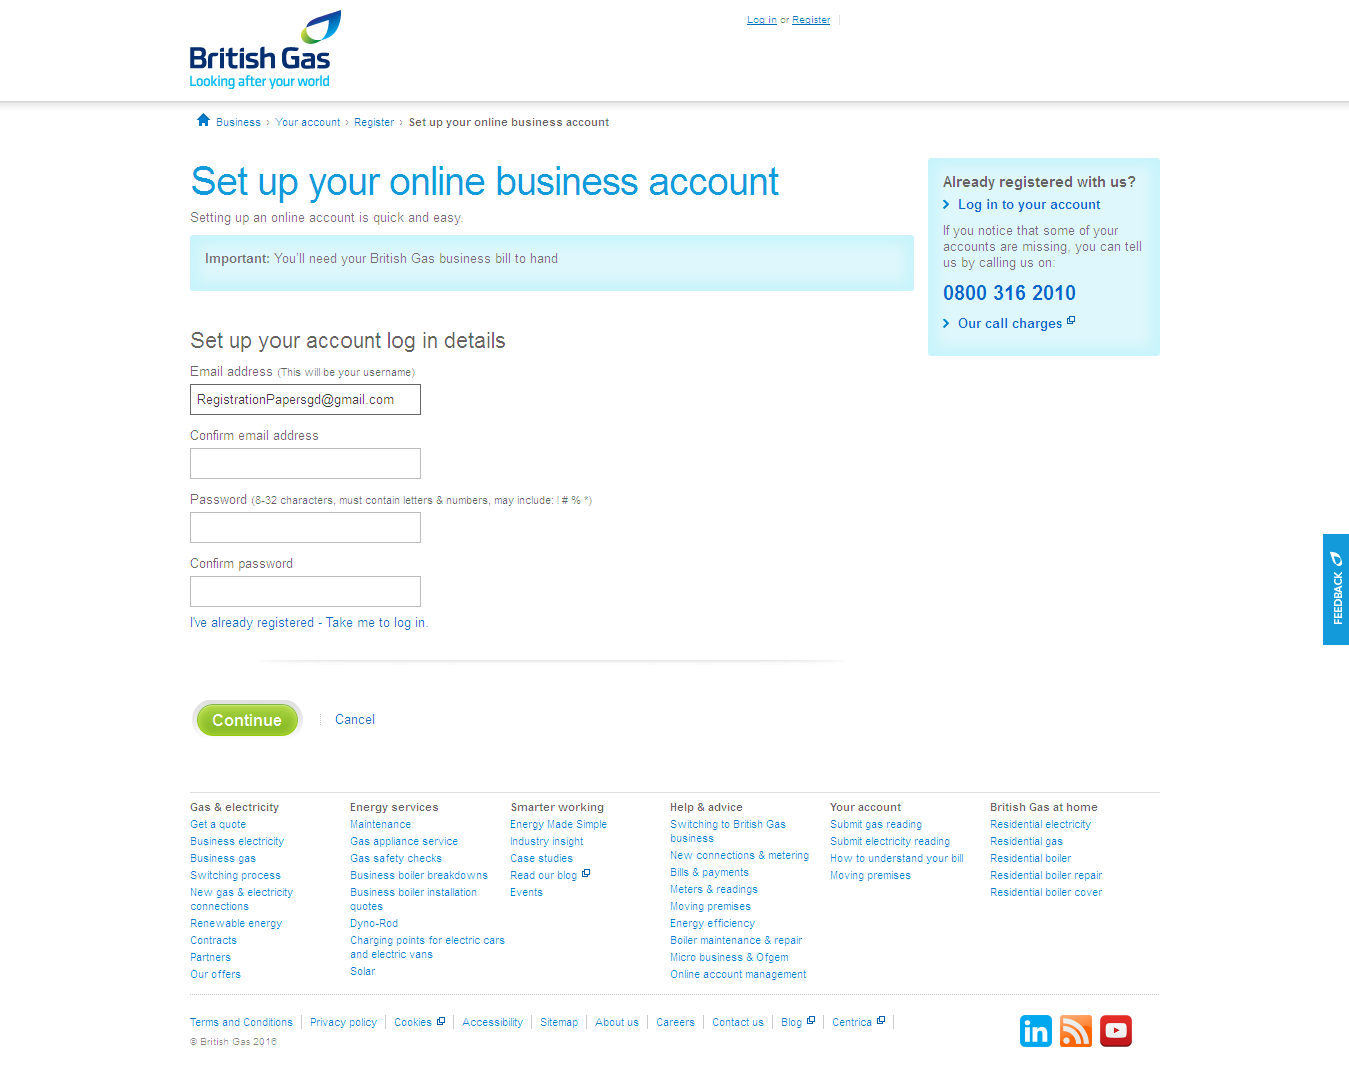 British Gas
Looking after your world
Log in or Register
Business › Your account › Register › Set up your online business account
Set up your online business account
Setting up an online account is quick and easy.
Important: You'll need your British Gas business bill to hand
Already registered with us?
Log in to your account
If you notice that some of your
accounts are missing, you can tell
us by calling us on:
0800 316 2010
Our call charges
Set up your account log in details
Email address (This will be your username)
RegistrationPapersgd@gmail.com
Confirm email address
Password (8-32 characters, must contain letters & numbers, may include: ! # % *)
Confirm password
I've already registered - Take me to log in.
FEEDBACK
Continue
Cancel
Gas & electricity
Get a quote
Business electricity
Business gas
Switching process
New gas & electricity
connections
Renewable energy
Contracts
Partners
Our offers
Energy services
Maintenance
Gas appliance service
Gas safety checks
Business boiler breakdowns
Business boiler installation
quotes
Dyno-Rod
Charging points for electric cars
and electric vans
Solar
Smarter working
Energy Made Simple
Industry insight
Case studies
Read our blog
Events
Help & advice
Switching to British Gas
business
New connections & metering
Bills & payments
Meters & readings
Moving premises
Energy efficiency
Boiler maintenance & repair
Micro business & Ofgem
Online account management
Your account
Submit gas reading
Submit electricity reading
How to understand your bill
Moving premises
British Gas at home
Residential electricity
Residential gas
Residential boiler
Residential boiler repair
Residential boiler cover
Terms and Conditions | Privacy policy | Cookies | Accessibility | Sitemap | About us | Careers | Contact us | Blog | Centrica |
© British Gas 2016
in